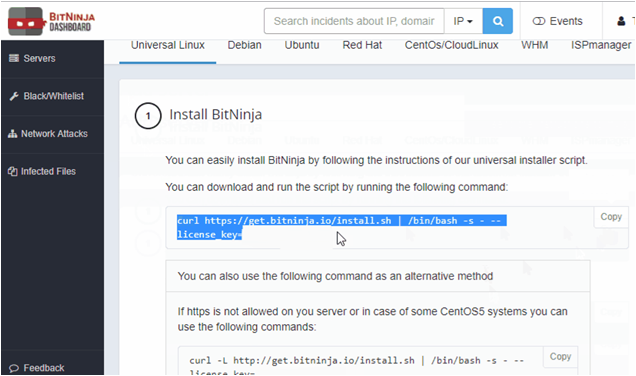 BITNINJA
DASHBOARD
Search incidents about IP, domain
IP
Events
Servers
Black/Whitelist
Network Attacks
Infected Files
Feedback
Universal Linux Debian Ubuntu Red Hat CentOs/CloudLinux WHM ISPmanager
1 Install BitNinja
You can easily install BitNinja by following the instructions of our universal installer script.
You can download and run the script by running the following command:
curl https://get.bitninja.io/install.sh | /bin/bash -s - --
license_key=
Copy
You can also use the following command as an alternative method
If https is not allowed on you server or in case of some CentOS5 systems you can
use the following commands:
curl -L http://get.bitninja.io/install.sh | /bin/bash -s - --
license_key=
Copy